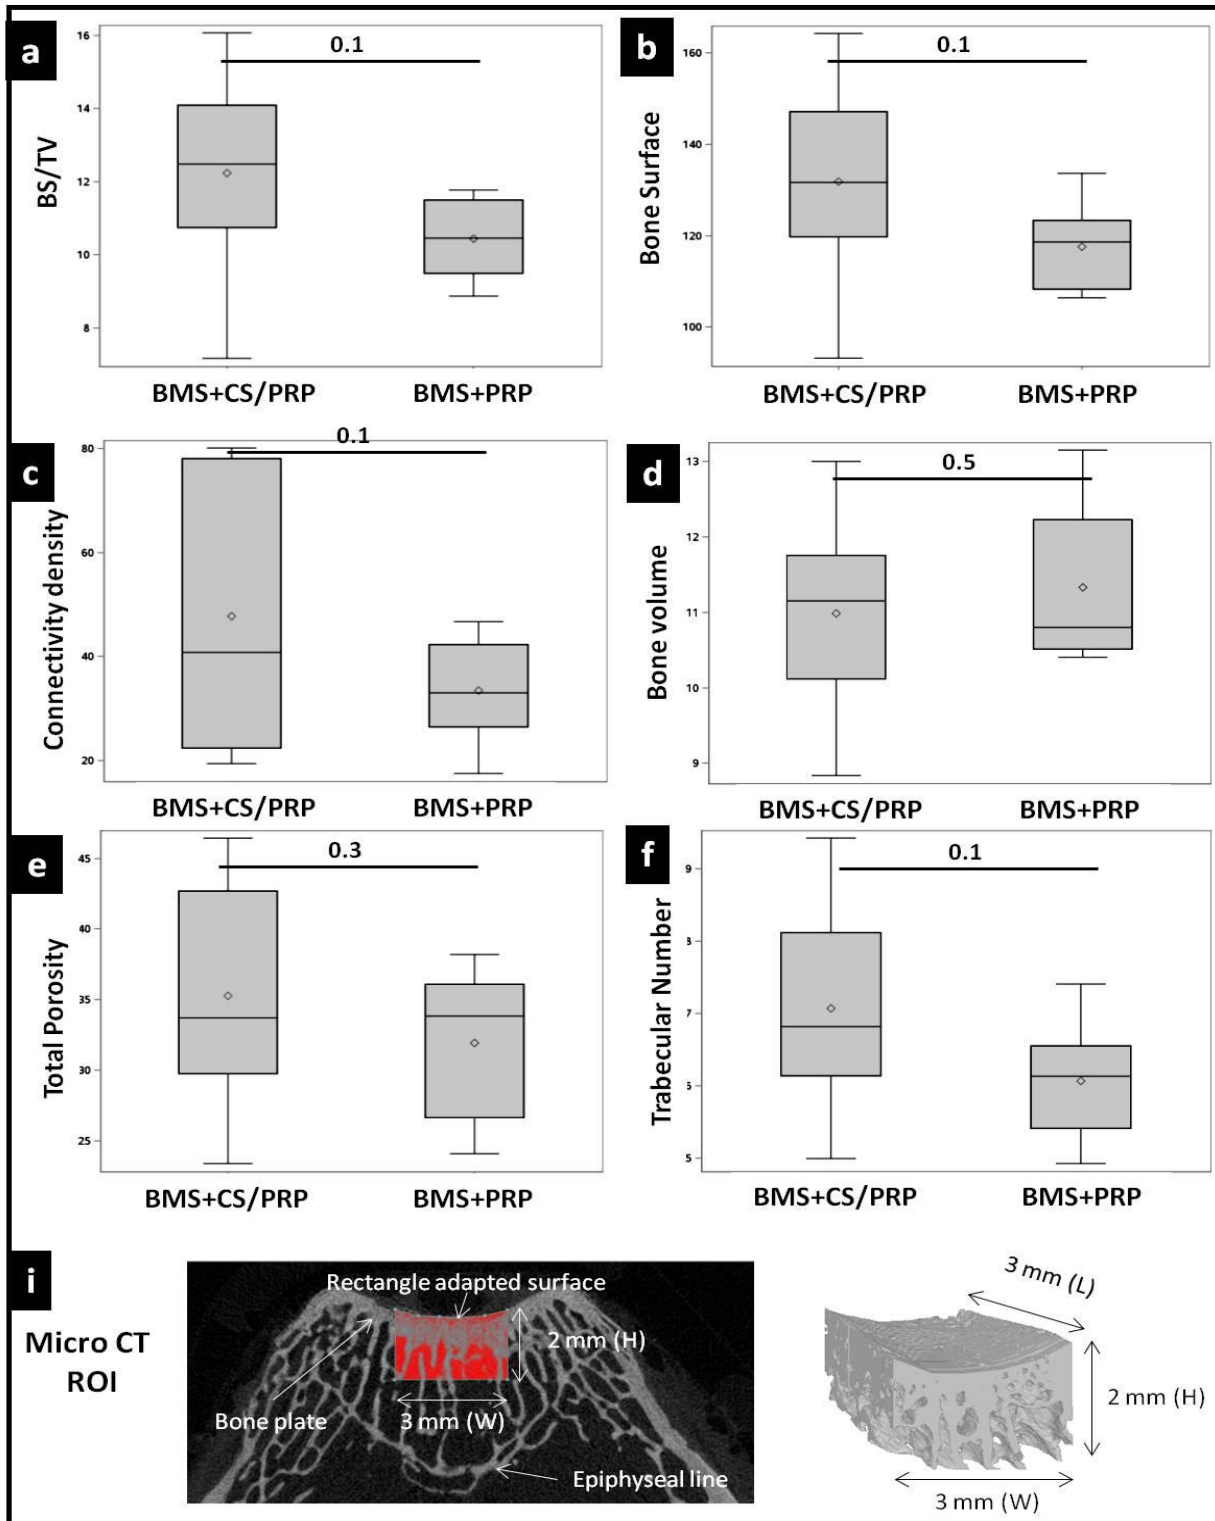 a
0.1
BS/TV
16
14
12
10
8
BMS+CS/PRP
BMS+PRP
b
0.1
Bone Surface
160
140
120
100
BMS+CS/PRP
BMS+PRP
c
0.1
Connectivity density
80
60
40
20
BMS+CS/PRP
BMS+PRP
d
0.5
Bone volume
13
12
11
10
9
BMS+CS/PRP
BMS+PRP
e
0.3
Total Porosity
45
40
35
30
25
BMS+CS/PRP
BMS+PRP
f
0.1
Trabecular Number
9
8
7
6
5
BMS+CS/PRP
BMS+PRP
i
Micro CT
ROI
Rectangle adapted surface
2 mm (H)
3 mm (W)
Bone plate
Epiphyseal line
3 mm (L)
2 mm (H)
3 mm (W)